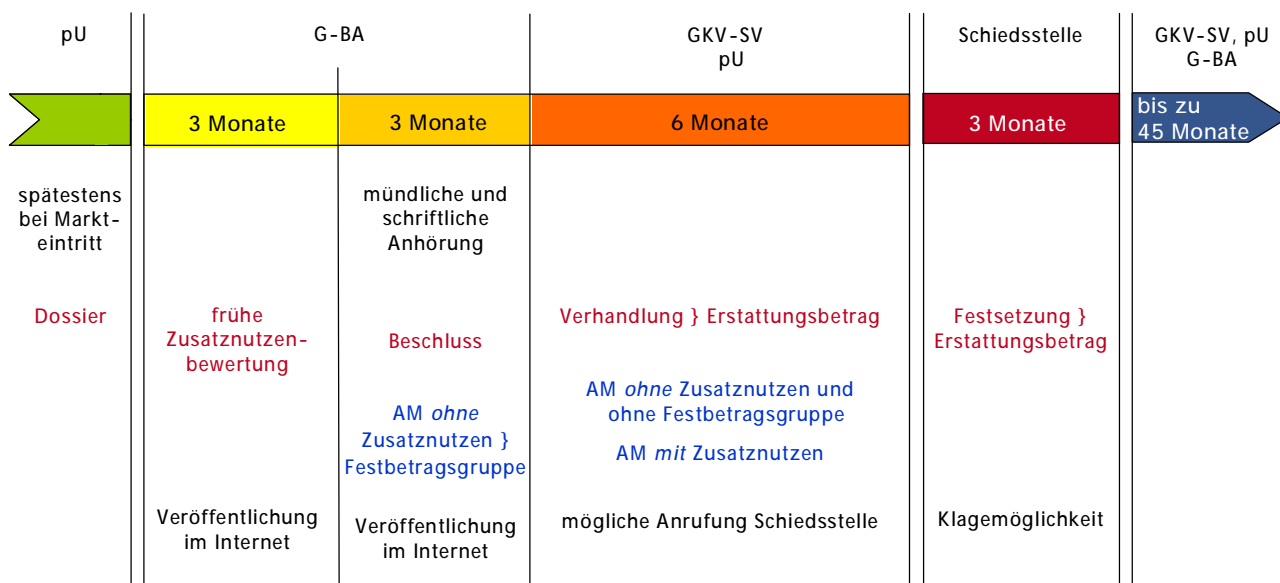 pU
G-BA
GKV-SV
pU
Schiedsstelle
GKV-SV, pU
G-BA
3 Monate
3 Monate
6 Monate
3 Monate
bis zu
45 Monate
spätestens
bei Markt-
eintritt
mündliche und
schriftliche
Anhörung
Dossier
frühe
Zusatznutzen-
bewertung
Beschluss
Verhandlung } Erstattungsbetrag
Festsetzung }
Erstattungsbetrag
AM ohne
Zusatznutzen }
Festbetragsgruppe
AM ohne Zusatznutzen und
ohne Festbetragsgruppe
AM mit Zusatznutzen
Veröffentlichung
im Internet
Veröffentlichung
im Internet
mögliche Anrufung Schiedsstelle
Klagemöglichkeit